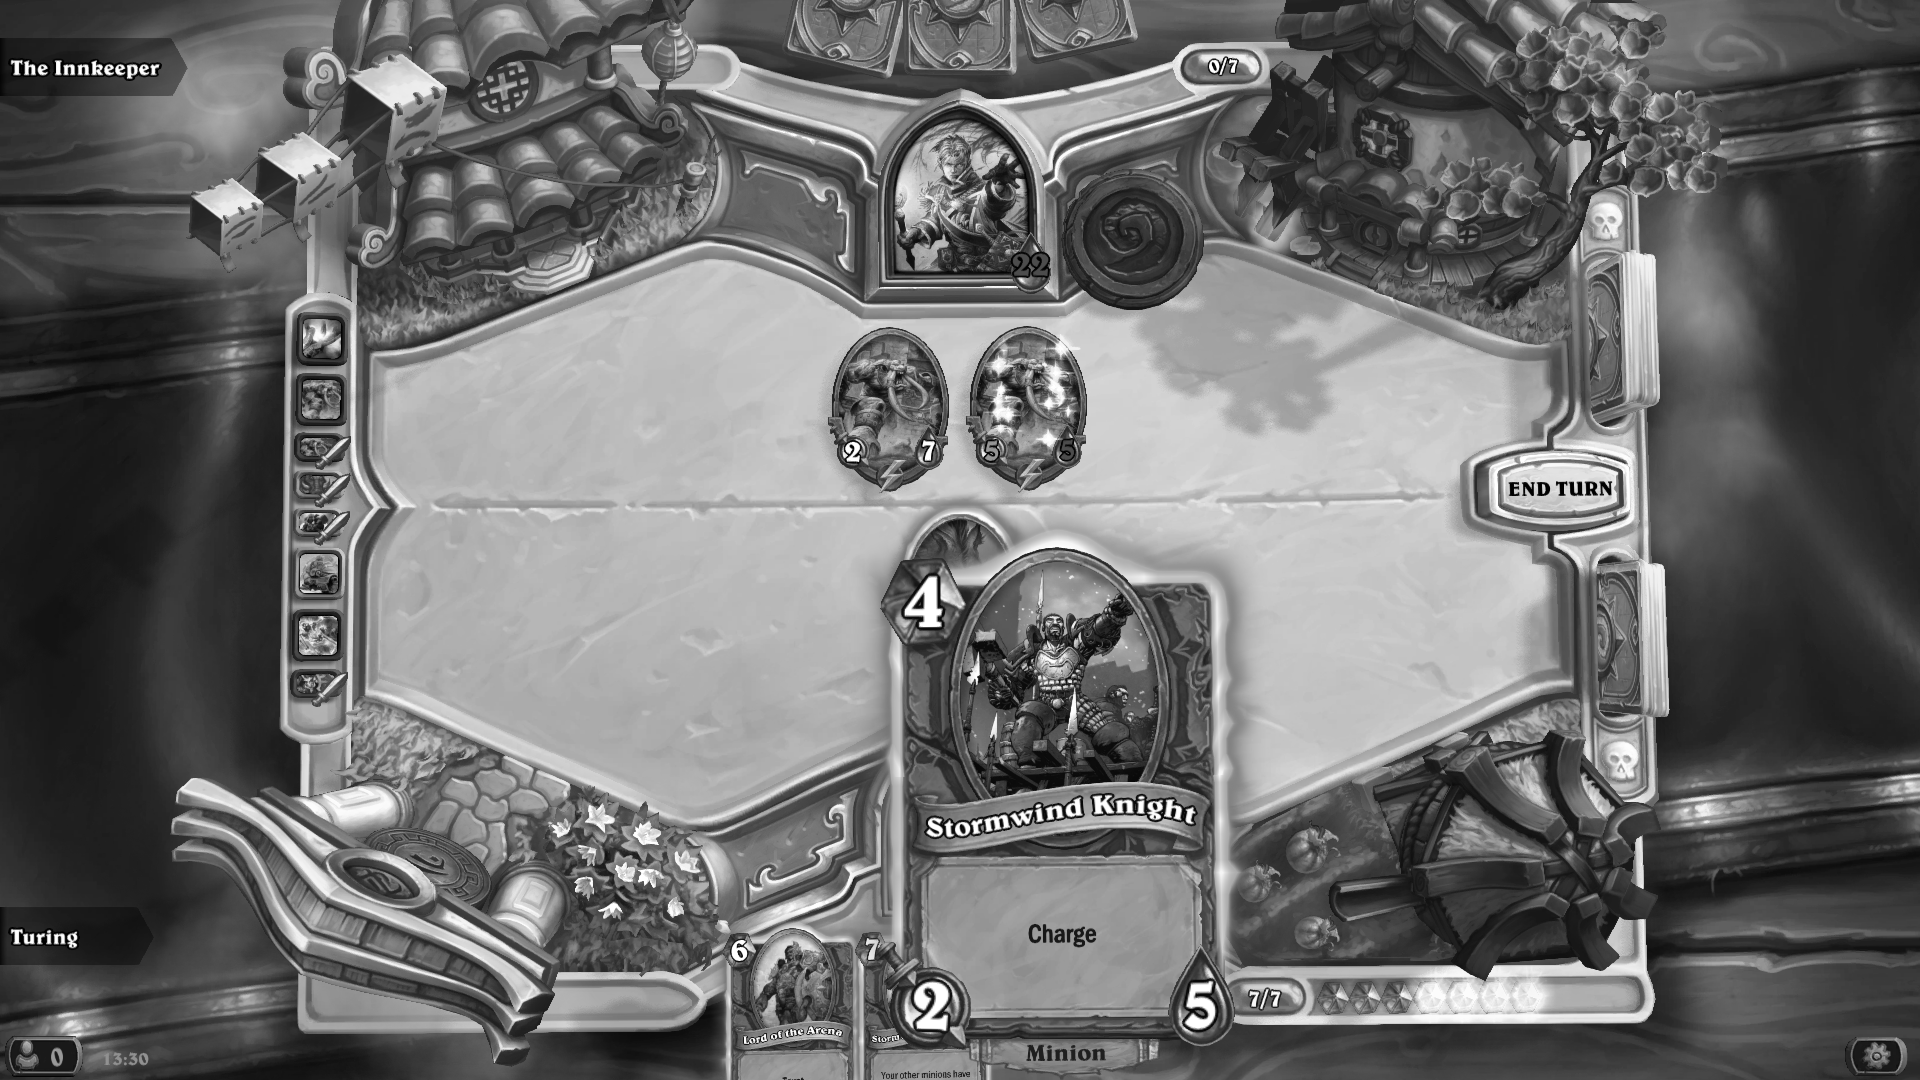 The Innkeeper
0/7
22
2
7
5
5
END TURN
4
Stormwind Knight
Charge
2
5
Minion
Turing
6
Lord of the Arena
7
Your other minions have
7/7
0
13:30